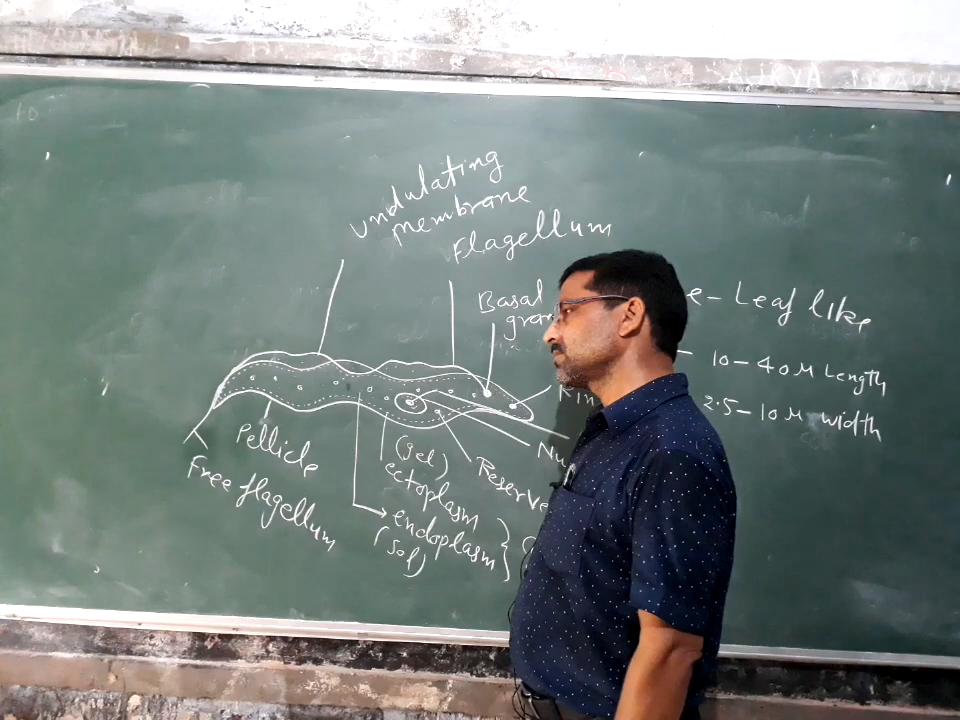 undulating
membrane
Flagellum
Basal
e - Leaf like
10-40 M Length
2.5-10 M width
Pellicle
Free flagellum
(gel)
ectoplasm
Reserve
endoplasm
(sol)